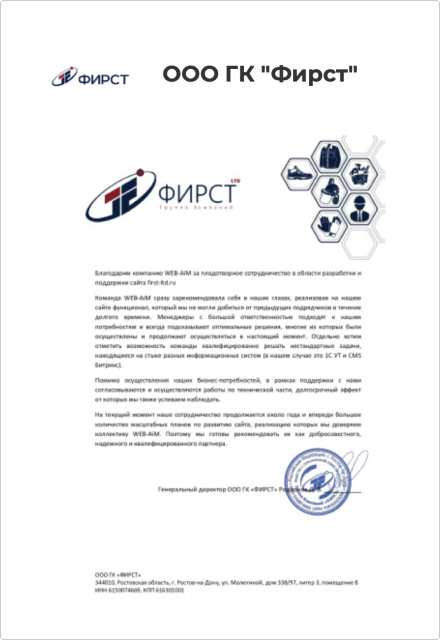 ФИРСТ
ООО ГК "Фирст"
ФИРСТ LTD
Группа Компаний
Благодарим компанию WEB-AiM за плодотворное сотрудничество в области разработки и
поддержки сайта first-ltd.ru
Команда WEB-AiM сразу зарекомендовала себя в наших глазах, реализовав на нашем
сайте функционал, который мы не могли добиться от предыдущих подрядчиков в течение
долгого времени. Менеджеры с большой ответственностью подходят к нашим
потребностям и всегда подсказывают оптимальные решения, многие из которых были
осуществлены и продолжают осуществляться в настоящий момент. Отдельно хотим
отметить возможность команды квалифицированно решать нестандартные задачи,
находящиеся на стыке разных информационных систем (в нашем случае это 1С УТ и CMS
Битрикс).
Помимо осуществления наших бизнес-потребностей, в рамках поддержки с нами
согласовываются и осуществляются работы по технической части, долгосрочный эффект
от которых мы также успеваем наблюдать.
На текущий момент наше сотрудничество продолжается около года и впереди большое
количество масштабных планов по развитию сайта, реализацию которых мы доверяем
коллективу WEB-AiM. Поэтому мы готовы рекомендовать их как добросовестного,
надежного и квалифицированного партнера.
Генеральный директор ООО ГК «ФИРСТ»
ООО ГК «ФИРСТ»
344010, Ростовская область, г. Ростов-на-Дону, ул. Малюгиной, дом 338/97, литер 3, помещение 8
ИНН 6150074669, КПП 616301001